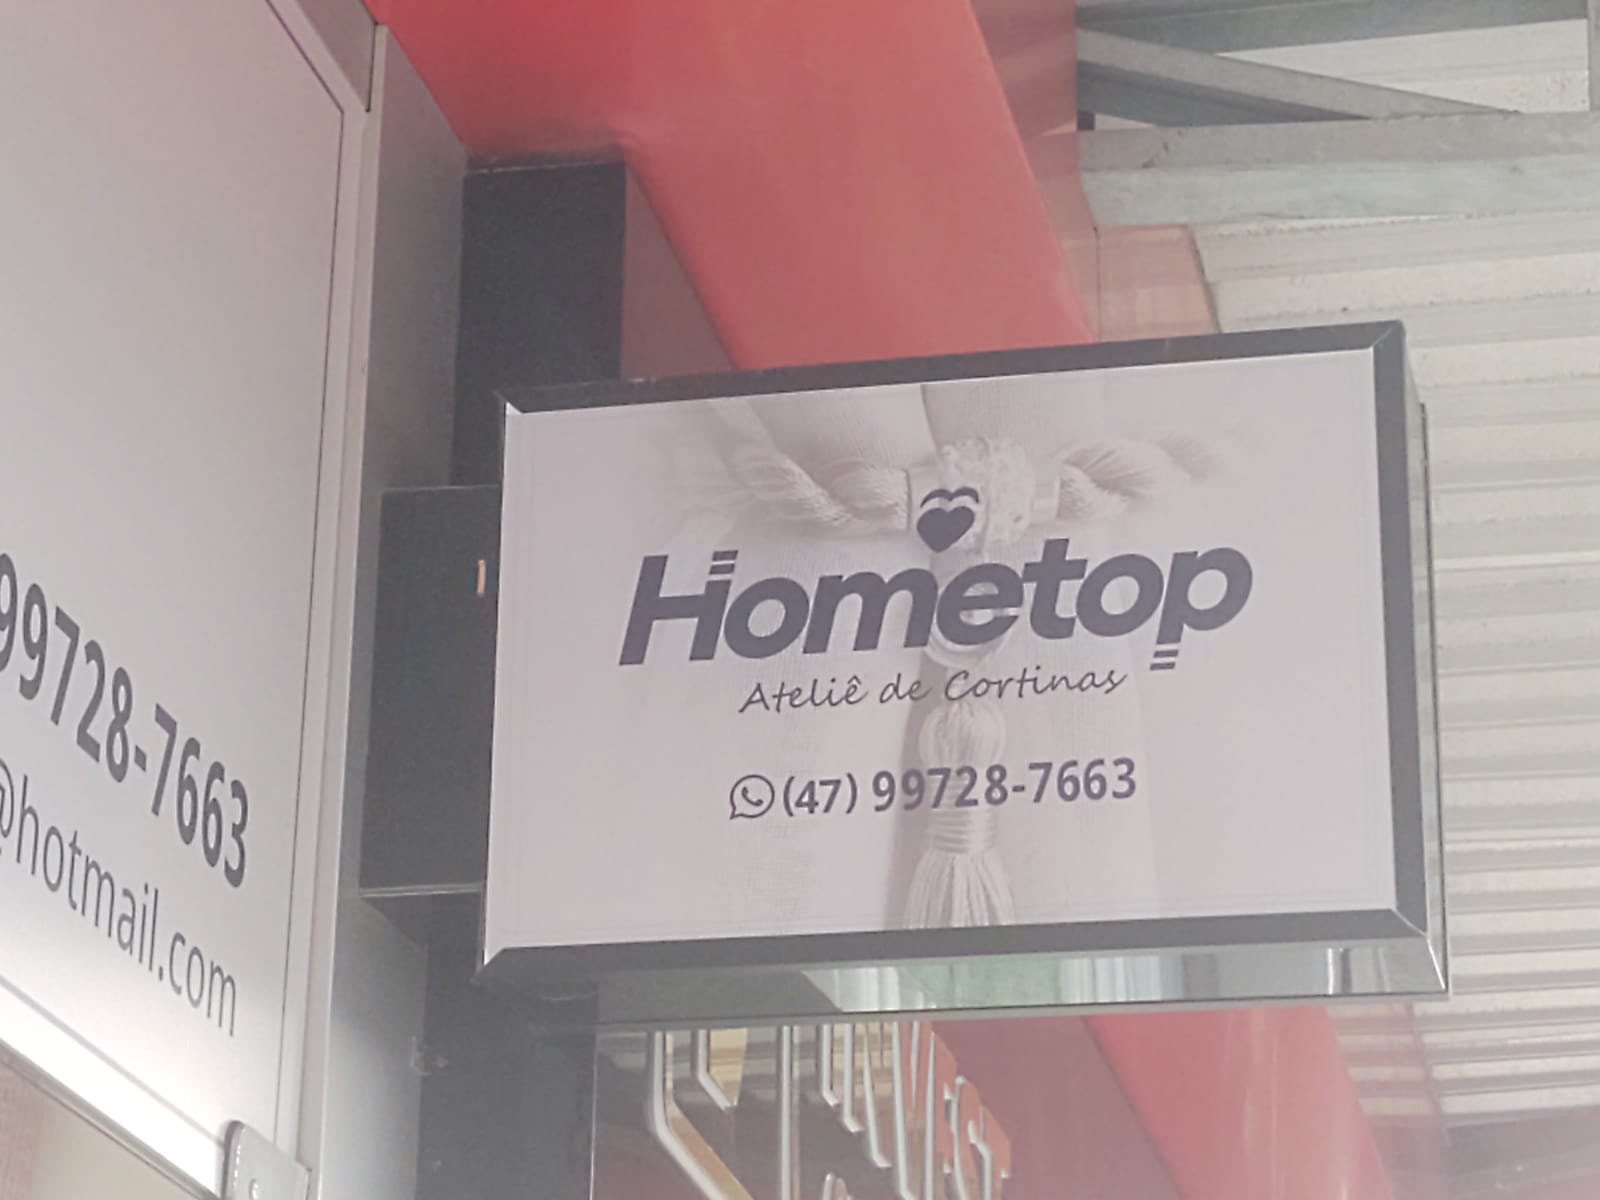 99728-7663
@hotmail.com
Hometop
Ateliê de Cortinas
(47) 99728-7663